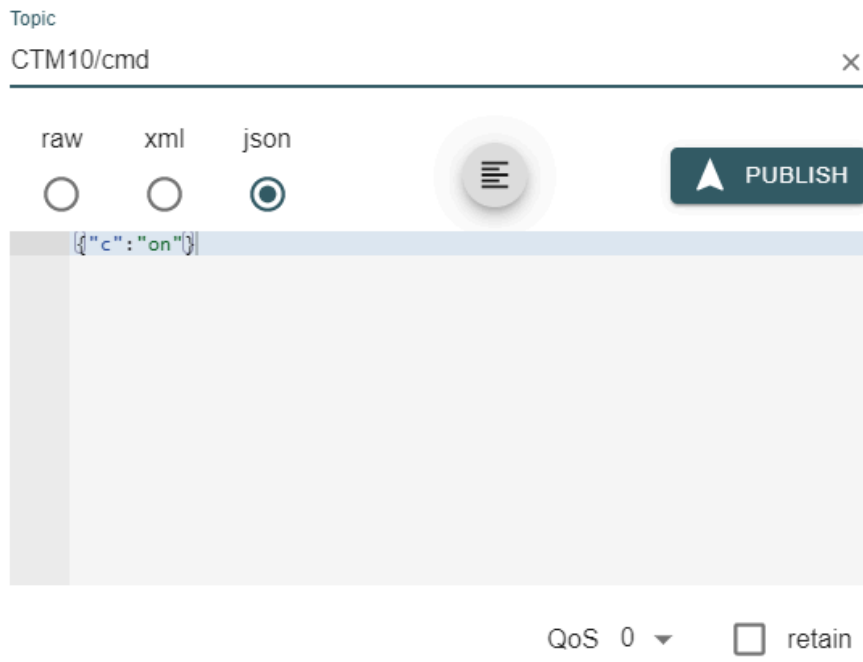 Topic
CTM10/cmd
raw xml json
PUBLISH
{"c":"on"}
QoS 0 retain